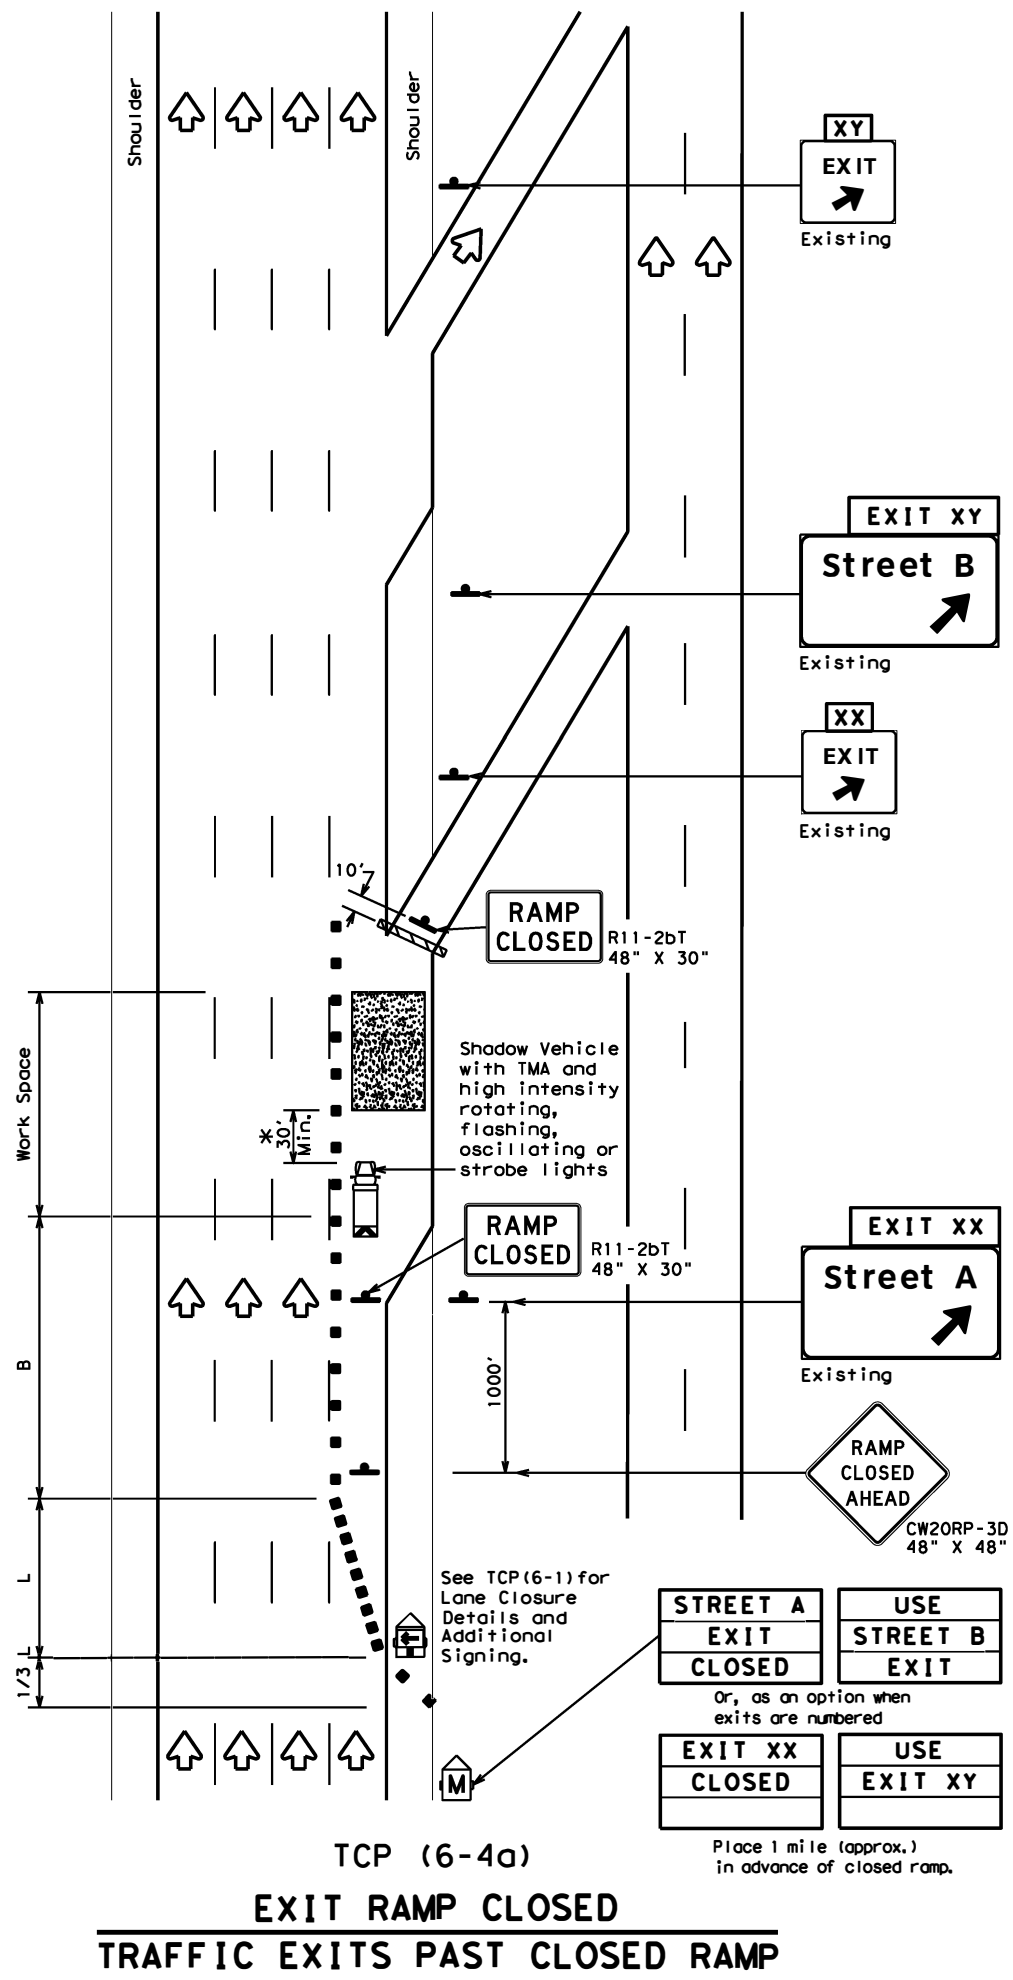 Shoulder
Shoulder
XY
EXIT
Existing
EXIT XY
Street B
Existing
XX
EXIT
Existing
10'
RAMP
CLOSED
R11-2bT
48" X 30"
Work Space
*
30'
Min.
Shadow Vehicle
with TMA and
high intensity
rotating,
flashing,
oscillating or
strobe lights
RAMP
CLOSED
R11-2bT
48" X 30"
EXIT XX
Street A
Existing
B
1000'
RAMP
CLOSED
AHEAD
CW20RP-3D
48" X 48"
L
See TCP(6-1)for
Lane Closure
Details and
Additional
Signing.
1/3 L
STREET A
EXIT
CLOSED
USE
STREET B
EXIT
Or, as an option when
exits are numbered
EXIT XX
CLOSED
USE
EXIT XY
M
Place 1 mile (approx.)
in advance of closed ramp.
TCP (6-4a)
EXIT RAMP CLOSED
TRAFFIC EXITS PAST CLOSED RAMP